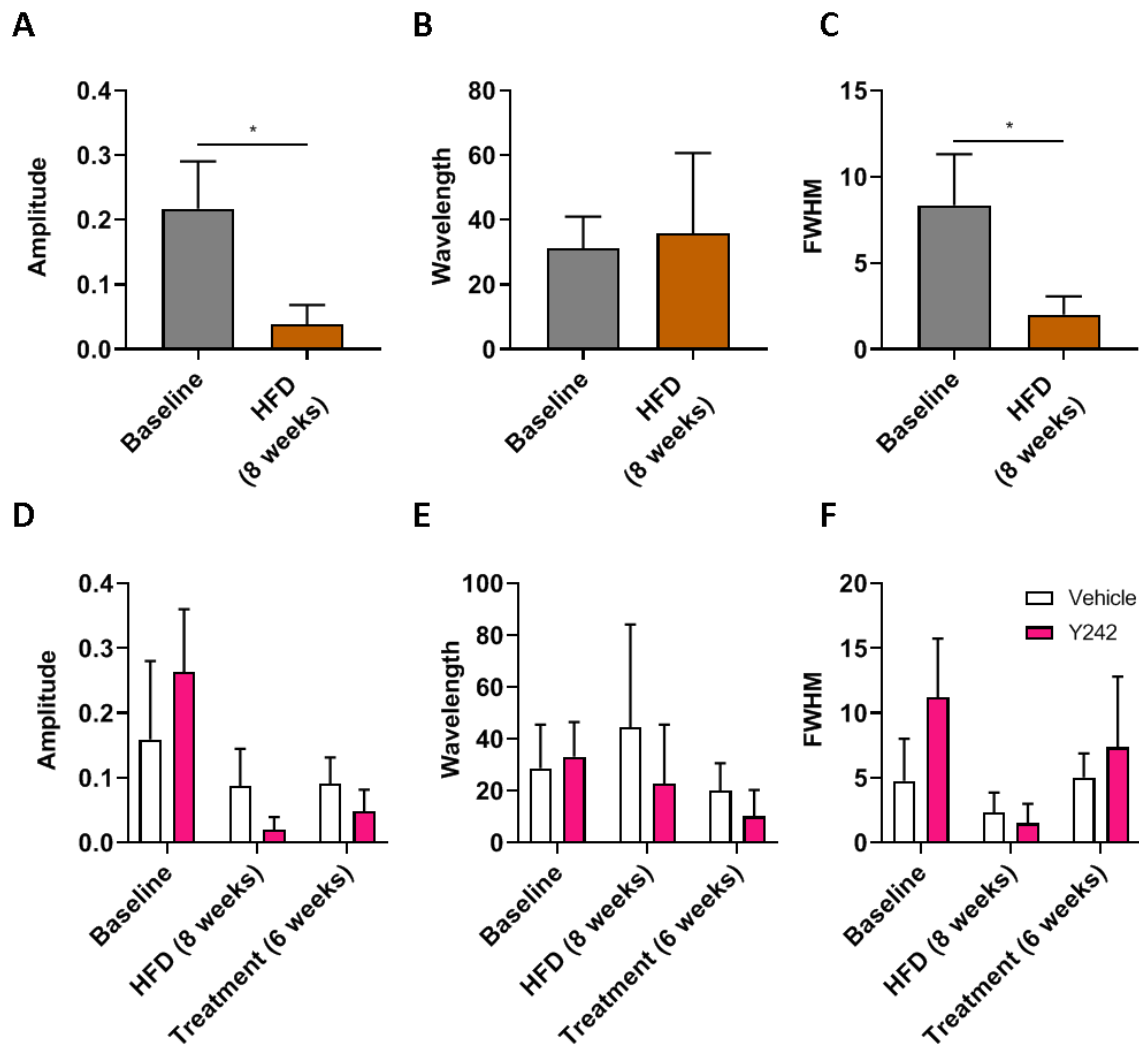 A
B
C
0.4
0.3
0.2
0.1
0.0
Amplitude
*
Baseline
HFD
(8 weeks)
80
60
40
20
0
Wavelength
Baseline
HFD
(8 weeks)
15
10
5
0
FWHM
*
Baseline
HFD
(8 weeks)
D
E
F
0.4
0.3
0.2
0.1
0.0
Amplitude
Baseline
HFD (8 weeks)
Treatment (6 weeks)
100
80
60
40
20
0
Wavelength
Baseline
HFD (8 weeks)
Treatment (6 weeks)
20
15
10
5
0
FWHM
Vehicle
Y242
Baseline
HFD (8 weeks)
Treatment (6 weeks)